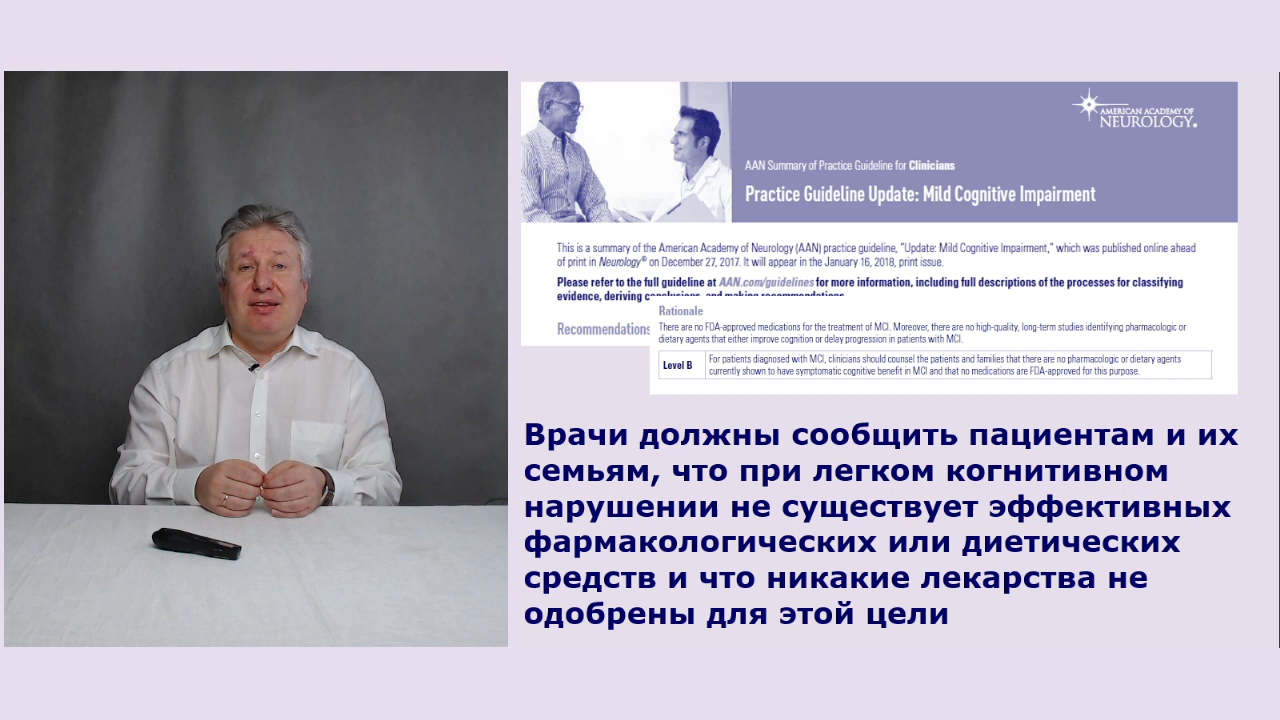 AMERICAN ACADEMY OF
NEUROLOGY®
AAN Summary of Practice Guideline for Clinicians
Practice Guideline Update: Mild Cognitive Impairment
This is a summary of the American Academy of Neurology (AAN) practice guideline, "Update: Mild Cognitive Impairment," which was published online ahead
of print in Neurology® on December 27, 2017. It will appear in the January 16, 2018, print issue.
Please refer to the full guideline at AAN.com/guidelines for more information, including full descriptions of the processes for classifying
evidence, deriving conclusions, and making recommendations.
Recommendations
Rationale
There are no FDA-approved medications for the treatment of MCI. Moreover, there are no high-quality, long-term studies identifying pharmacologic or
dietary agents that either improve cognition or delay progression in patients with MCI.
Level B
For patients diagnosed with MCI, clinicians should counsel the patients and families that there are no pharmacologic or dietary agents
currently shown to have symptomatic cognitive benefit in MCI and that no medications are FDA-approved for this purpose.
Врачи должны сообщить пациентам и их
семьям, что при легком когнитивном
нарушении не существует эффективных
фармакологических или диетических
средств и что никакие лекарства не
одобрены для этой цели